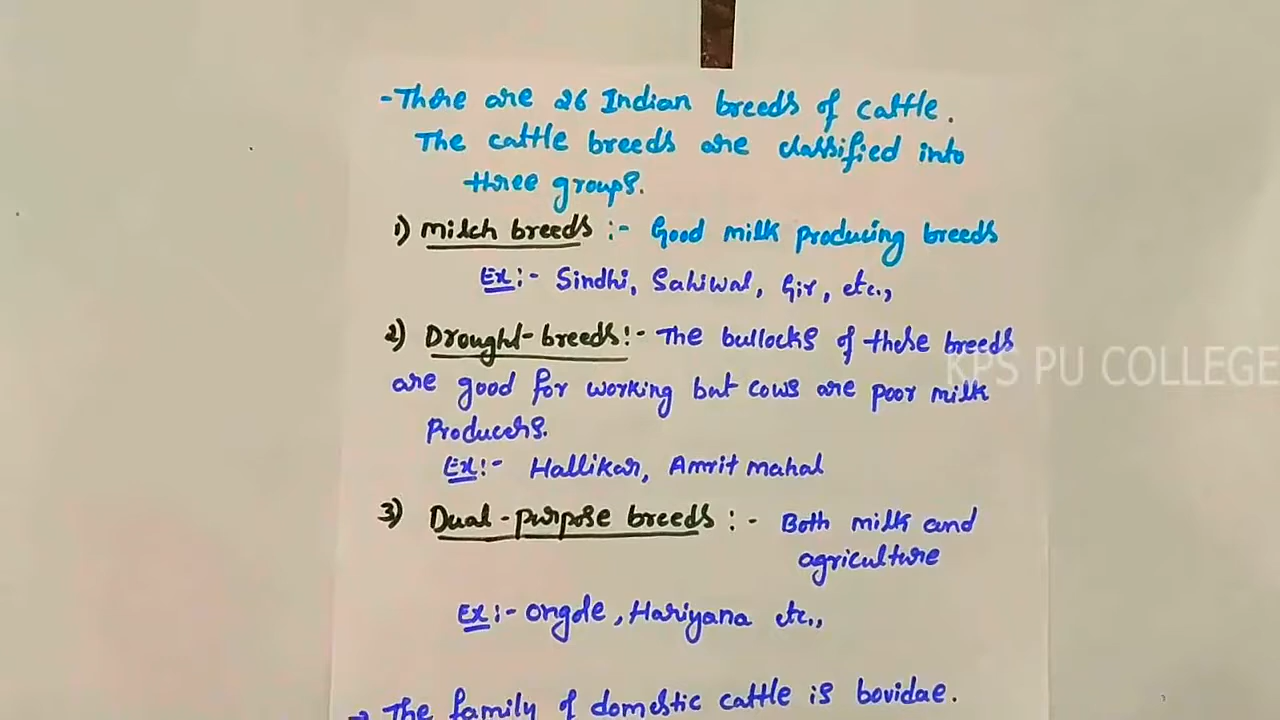 - There are 26 Indian breeds of cattle.
The cattle breeds are classified into
three groups.
1) Milch breeds :- Good milk producing breeds
Ex:- Sindhi, Sahiwal, Gir, etc.,
2) Drought-breeds:- The bullocks of these breeds
KPS PU COLLEGE
are good for working but cows are poor milk
Producers.
Ex:- Hallikar, Amrit mahal
3) Dual-purpose breeds :- Both milk and
agriculture
Ex:- ongole, Hariyana etc.,
→ The family of domestic cattle is bovidae.